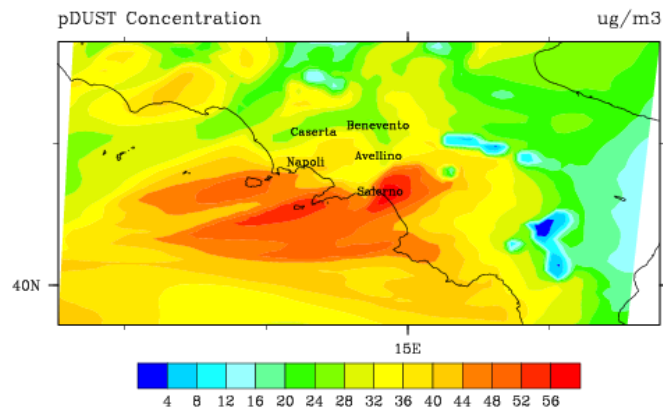 pDUST Concentration ug/m3
Benevento
Caserta
Avellino
Napoli
Salerno
40N
15E
4 8 12 16 20 24 28 32 36 40 44 48 52 56